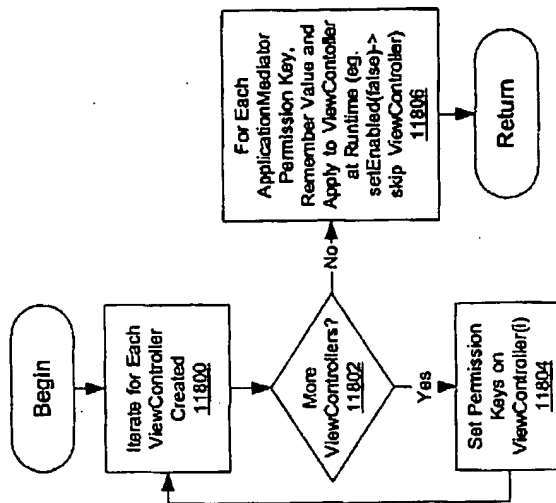 Begin
Iterate for Each
ViewController
Created
11800
More
ViewControllers?
11802
Yes
Set Permission
Keys on
ViewController(i)
11804
No
For Each
ApplicationMediator
Permission Key,
Remember Value and
Apply to ViewContoller
at Runtime (eg.
setEnabled(false)->
skip ViewController)
11806
Return